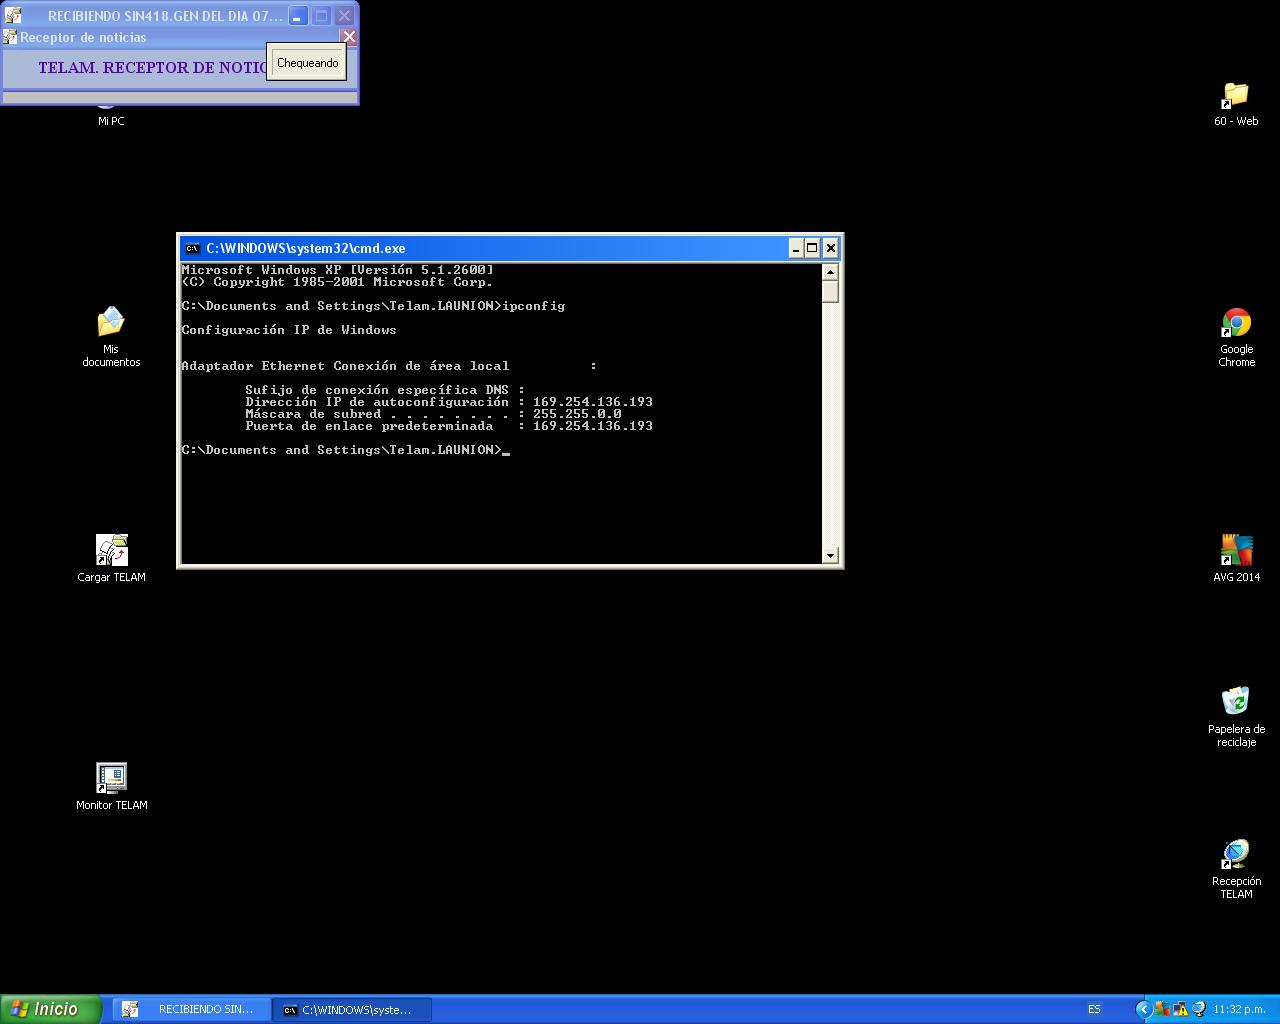 RECIBIENDO SIN418.GEN DEL DIA 07...
Receptor de noticias
TELAM. RECEPTOR DE NOTIC
Chequeando
Mi PC
60 - Web
C:\WINDOWS\system32\cmd.exe
Microsoft Windows XP [Versión 5.1.2600]
(C) Copyright 1985-2001 Microsoft Corp.
C:\Documents and Settings\Telam.LAUNION>ipconfig
Configuración IP de Windows
Adaptador Ethernet Conexión de área local          :
Sufijo de conexión específica DNS :
Dirección IP de autoconfiguración : 169.254.136.193
Máscara de subred . . . . . . . . : 255.255.0.0
Puerta de enlace predeterminada   : 169.254.136.193
C:\Documents and Settings\Telam.LAUNION>_
Mis
documentos
Google
Chrome
Cargar TELAM
AVG 2014
Papelera de
reciclaje
Monitor TELAM
Recepción
TELAM
Inicio
RECIBIENDO SIN...
C:\WINDOWS\syste...
ES
11:32 p.m.